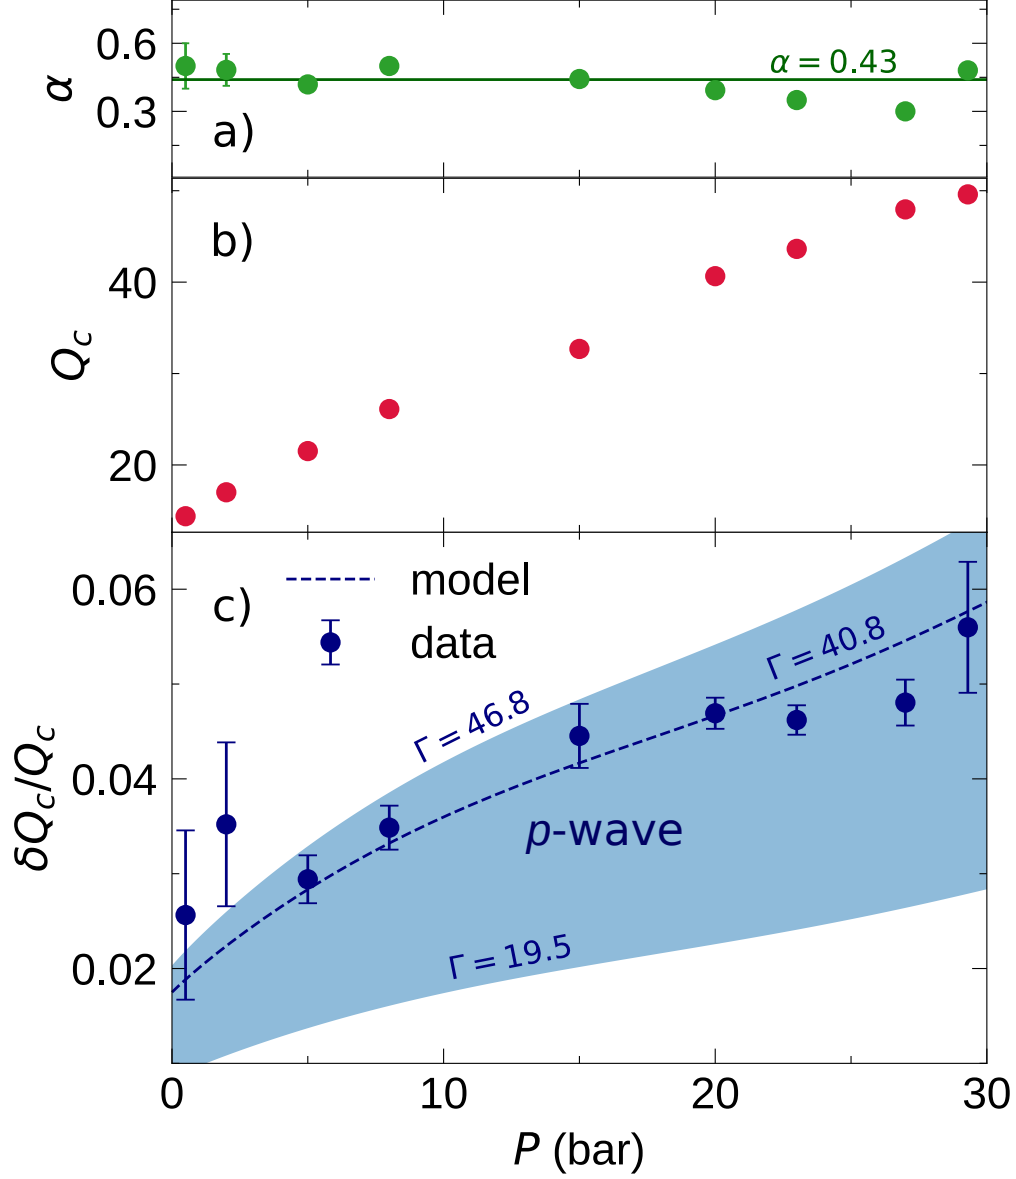 0.6
0.3
α
α = 0.43
a)
b)
40
20
Q_c
c)
model
data
0.06
0.04
0.02
δQ_c/Q_c
Γ = 46.8
Γ = 40.8
p-wave
Γ = 19.5
0 10 20 30
P (bar)